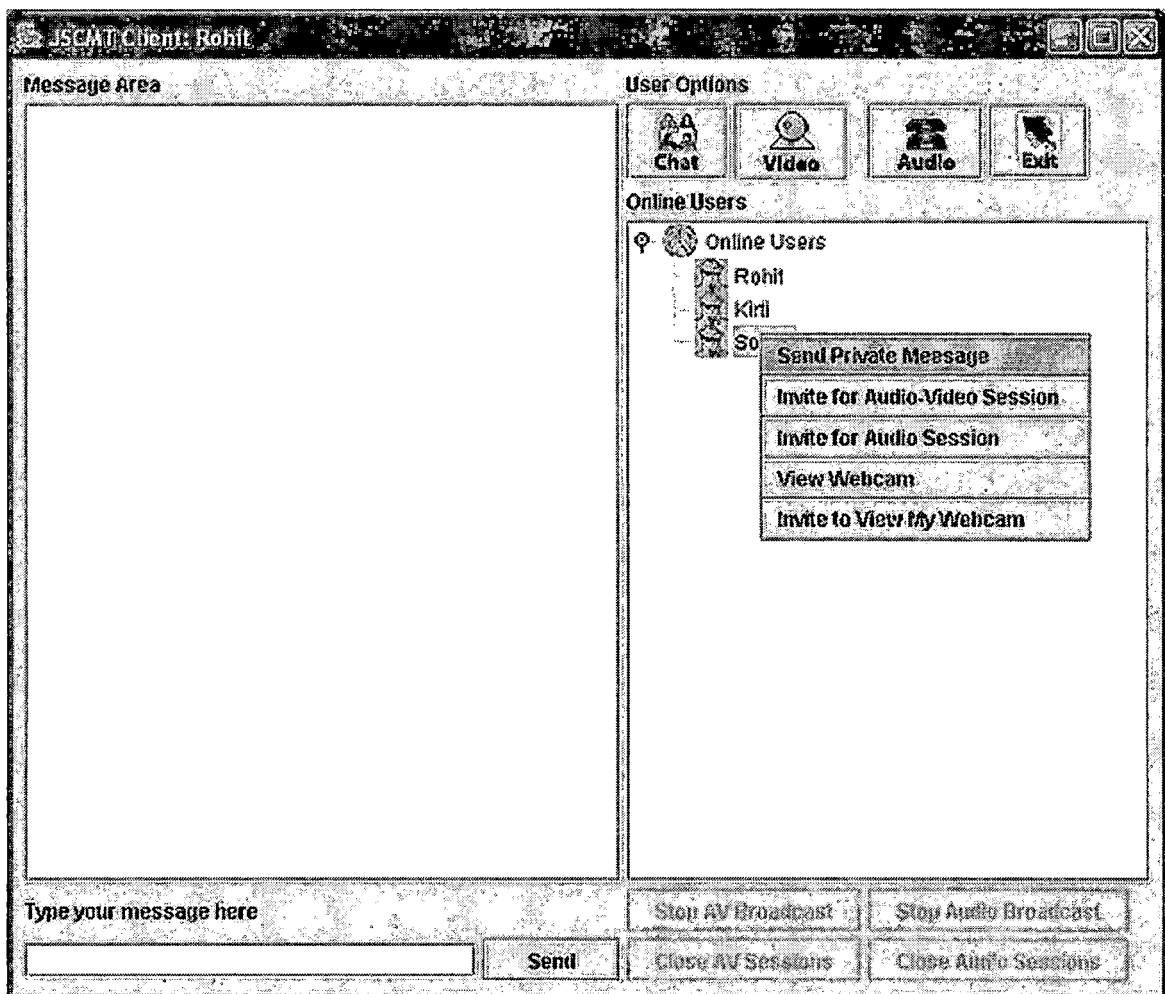 JSCMT Client: Rohit
Message Area
User Options
Chat
Video
Audio
Exit
Online Users
Online Users
Rohit
Kirti
Send Private Message
Invite for Audio-Video Session
Invite for Audio Session
View Webcam
Invite to View My Webcam
Type your message here
Send
Stop AV Broadcast
Stop Audio Broadcast
Close AV Sessions
Close Audio Sessions